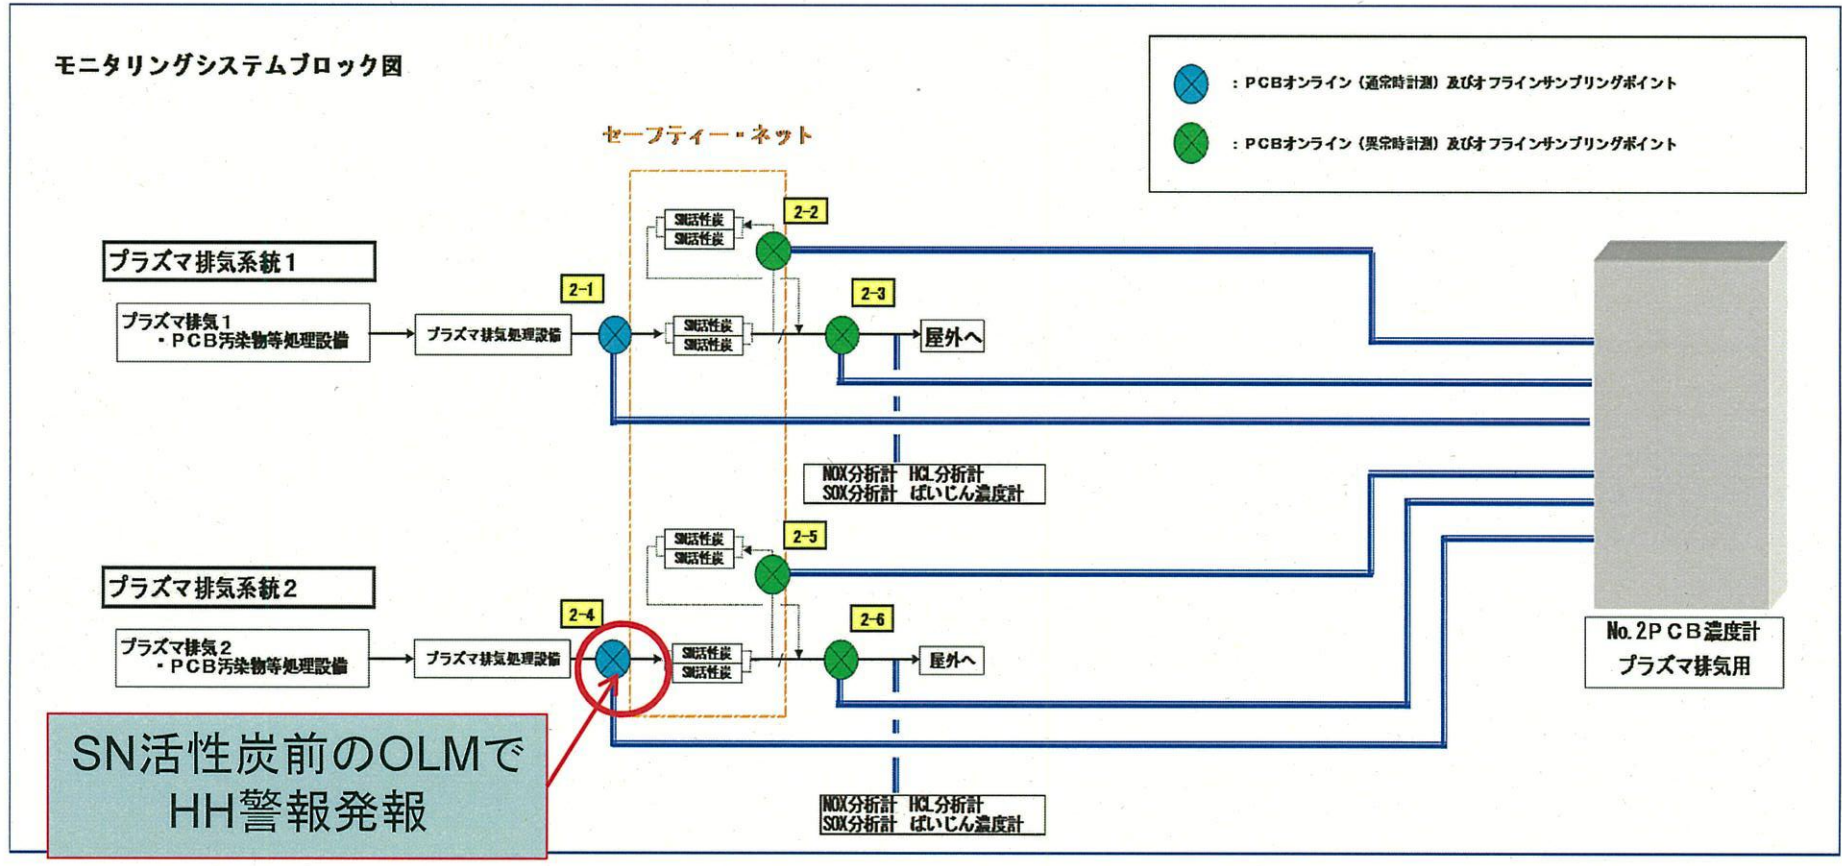 モニタリングシステムブロック図
：ＰＣＢオンライン（通常時計測）及びオフラインサンプリングポイント
：ＰＣＢオンライン（異常時計測）及びオフラインサンプリングポイント
セーフティー・ネット
プラズマ排気系統１
プラズマ排気１
・ＰＣＢ汚染物等処理設備
プラズマ排気処理設備
2-1
SN活性炭
SN活性炭
2-2
SN活性炭
SN活性炭
2-3
屋外へ
NOX分析計 HCL分析計
SOX分析計 ばいじん濃度計
プラズマ排気系統２
プラズマ排気２
・ＰＣＢ汚染物等処理設備
プラズマ排気処理設備
2-4
SN活性炭
SN活性炭
2-5
SN活性炭
SN活性炭
2-6
屋外へ
NOX分析計 HCL分析計
SOX分析計 ばいじん濃度計
No.2ＰＣＢ濃度計
プラズマ排気用
SN活性炭前のOLMで
HH警報発報